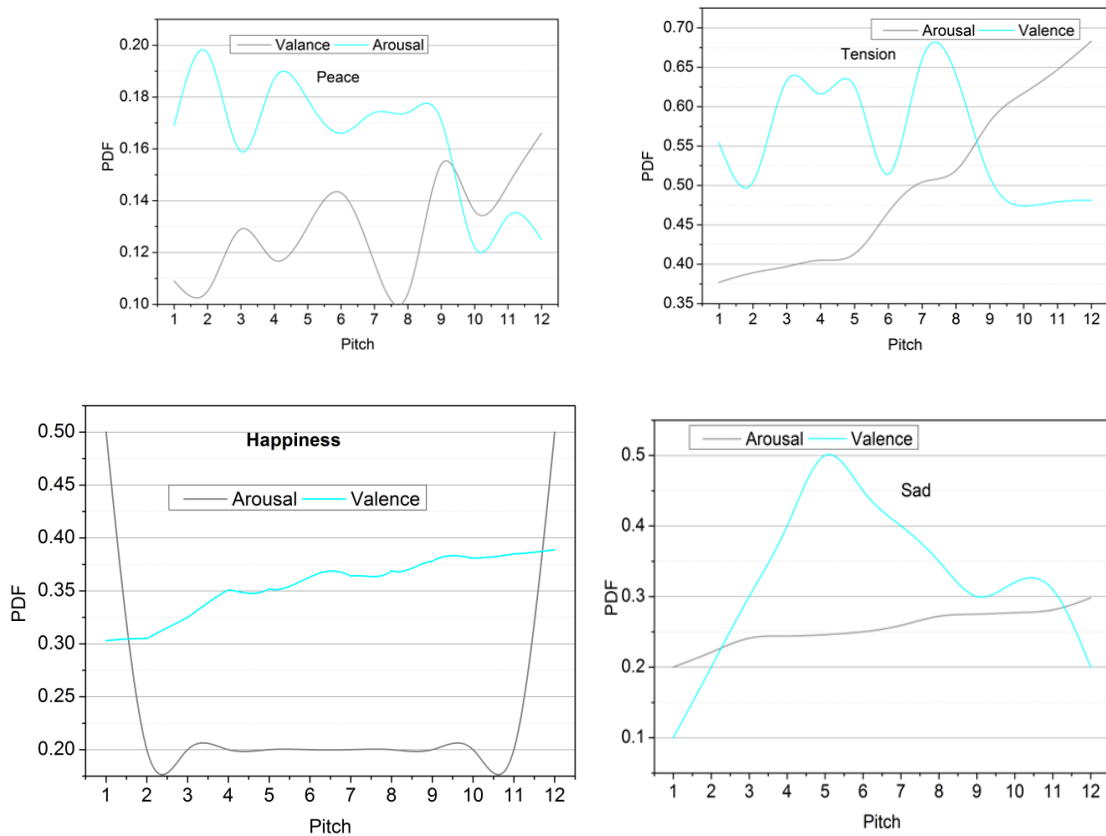 Valance Arousal
Peace
0.20
0.18
0.16
0.14
0.12
0.10
PDF
1 2 3 4 5 6 7 8 9 10 11 12
Pitch
Arousal Valence
Tension
0.70
0.65
0.60
0.55
0.50
0.45
0.40
0.35
PDF
1 2 3 4 5 6 7 8 9 10 11 12
Pitch
Happiness
Arousal Valence
0.50
0.45
0.40
0.35
0.30
0.25
0.20
PDF
1 2 3 4 5 6 7 8 9 10 11 12
Pitch
Arousal Valence
Sad
0.5
0.4
0.3
0.2
0.1
PDF
1 2 3 4 5 6 7 8 9 10 11 12
Pitch